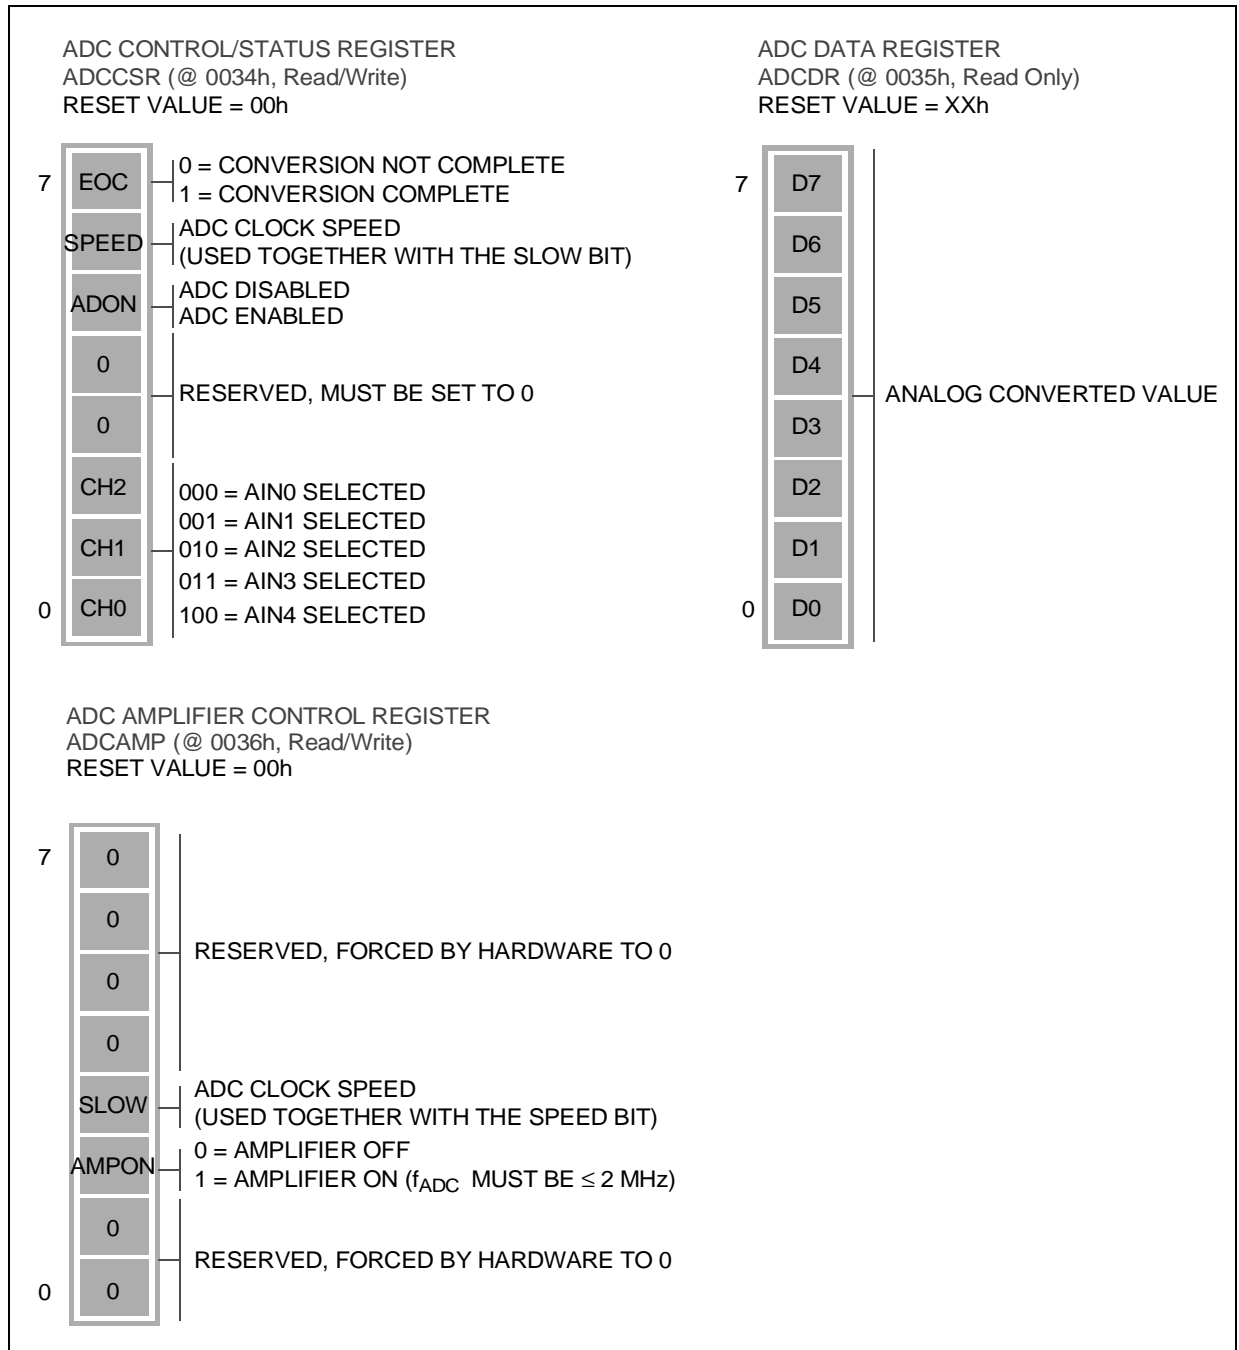 ADC CONTROL/STATUS REGISTER
ADCCSR (@ 0034h, Read/Write)
RESET VALUE = 00h
7
EOC
0 = CONVERSION NOT COMPLETE
1 = CONVERSION COMPLETE
SPEED
ADC CLOCK SPEED
(USED TOGETHER WITH THE SLOW BIT)
ADON
ADC DISABLED
ADC ENABLED
0
0
RESERVED, MUST BE SET TO 0
CH2
CH1
0
CH0
000 = AIN0 SELECTED
001 = AIN1 SELECTED
010 = AIN2 SELECTED
011 = AIN3 SELECTED
100 = AIN4 SELECTED
ADC DATA REGISTER
ADCDR (@ 0035h, Read Only)
RESET VALUE = XXh
7
D7
D6
D5
D4
D3
D2
D1
0
D0
ANALOG CONVERTED VALUE
ADC AMPLIFIER CONTROL REGISTER
ADCAMP (@ 0036h, Read/Write)
RESET VALUE = 00h
7
0
0
0
0
RESERVED, FORCED BY HARDWARE TO 0
SLOW
ADC CLOCK SPEED
(USED TOGETHER WITH THE SPEED BIT)
AMPON
0 = AMPLIFIER OFF
1 = AMPLIFIER ON (fADC MUST BE ≤ 2 MHz)
0
0
0
RESERVED, FORCED BY HARDWARE TO 0